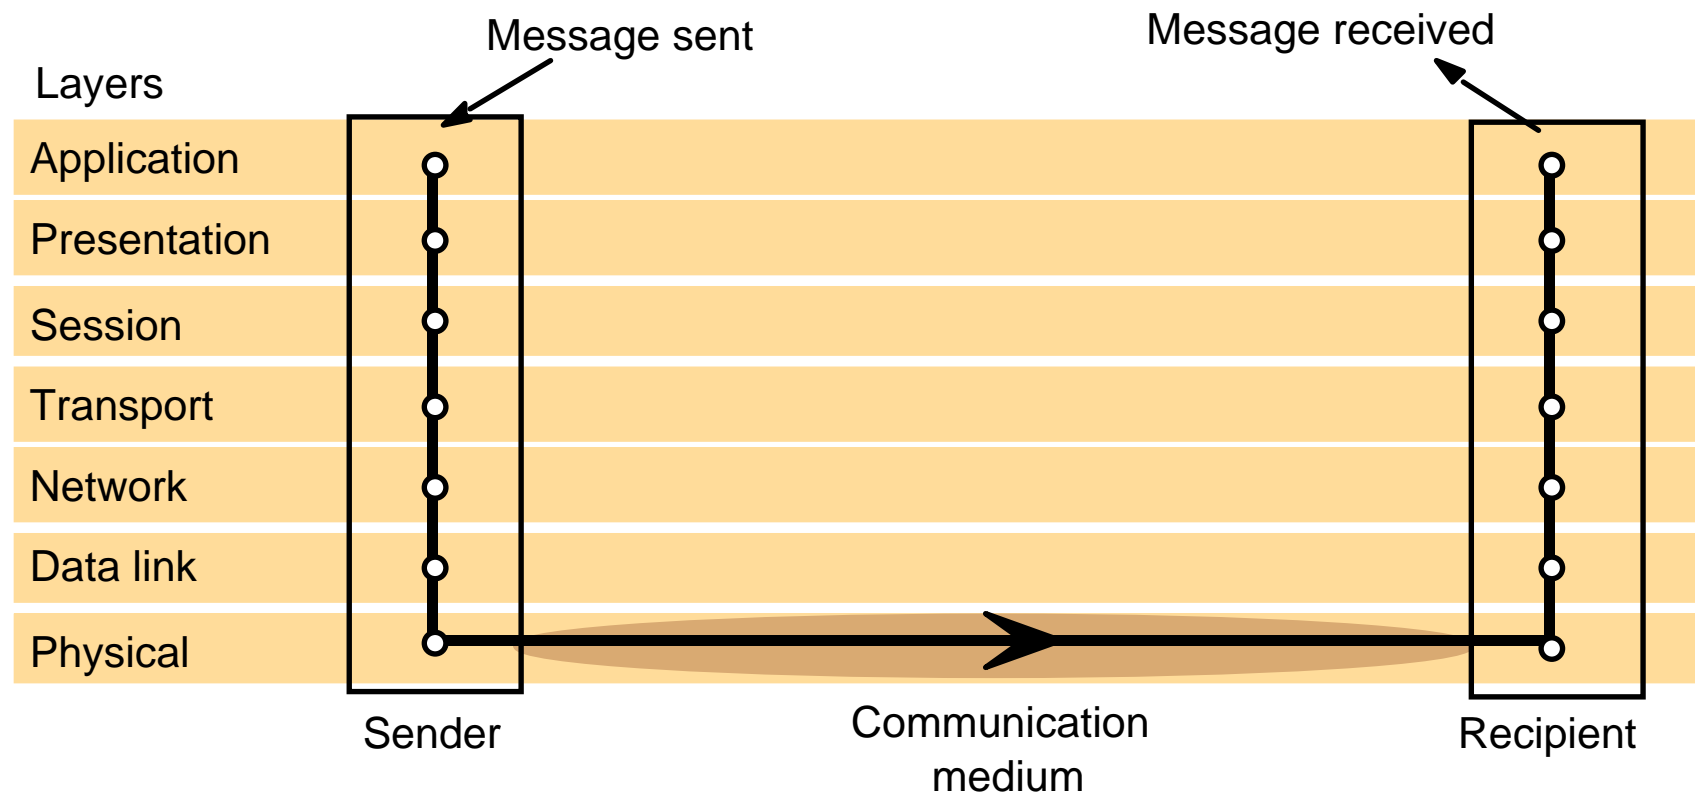 Message sent
Message received
Layers
Application
Presentation
Session
Transport
Network
Data link
Physical
Sender
Communication
medium
Recipient